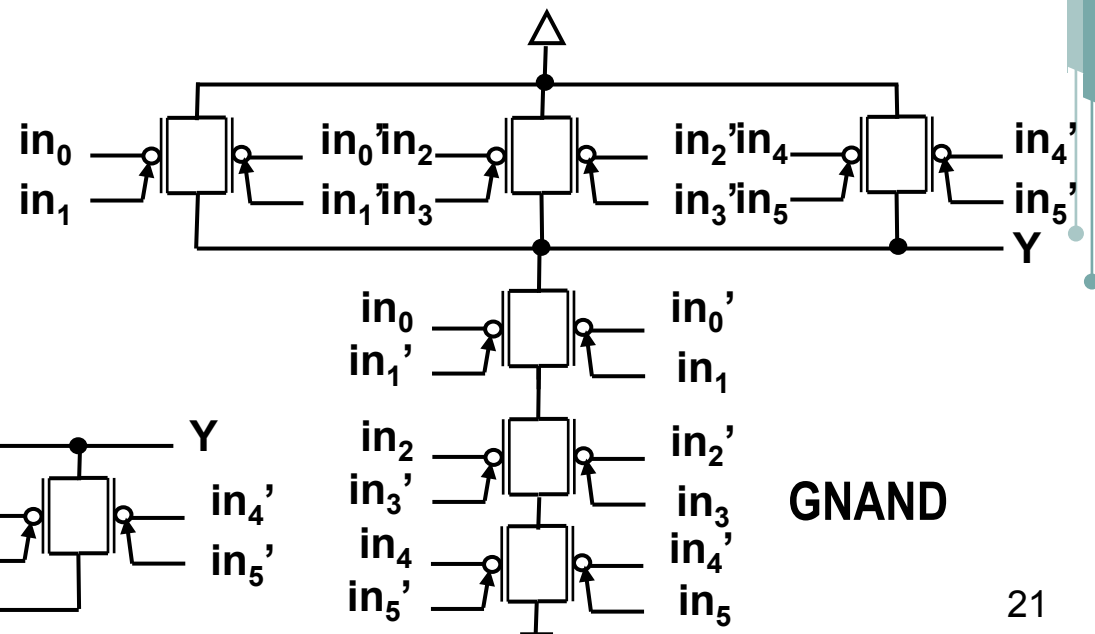 in₀ in₀' in₂ in₂' in₄ in₄'
in₁ in₁' in₃ in₃' in₅ in₅'
Y
in₀ in₀'
in₁' in₁
in₂ in₂'
in₃' in₃
in₄ in₄'
in₅' in₅
Y
in₄'
in₅'
GNAND
21